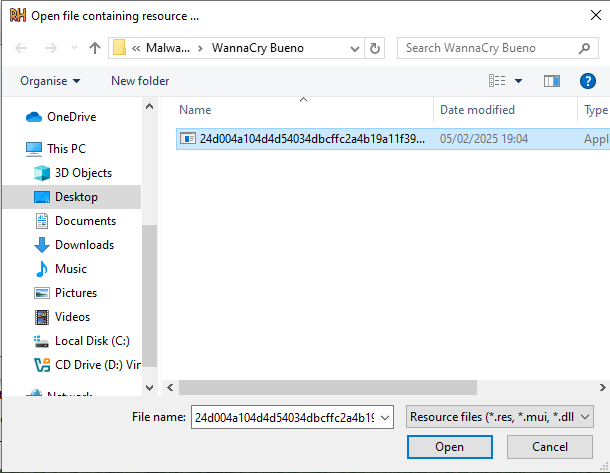 RH Open file containing resource ...
« Malwa... > WannaCry Bueno
Search WannaCry Bueno
Organise
New folder
?
Name
Date modified
Type
24d004a104d4d54034dbcffc2a4b19a11f39...
05/02/2025 19:04
Appl
OneDrive
This PC
3D Objects
Desktop
Documents
Downloads
Music
Pictures
Videos
Local Disk (C:)
CD Drive (D:) Vir
Network
File name:
24d004a104d4d54034dbcffc2a4b19
Resource files (*.res, *.mui, *.dll
Open
Cancel